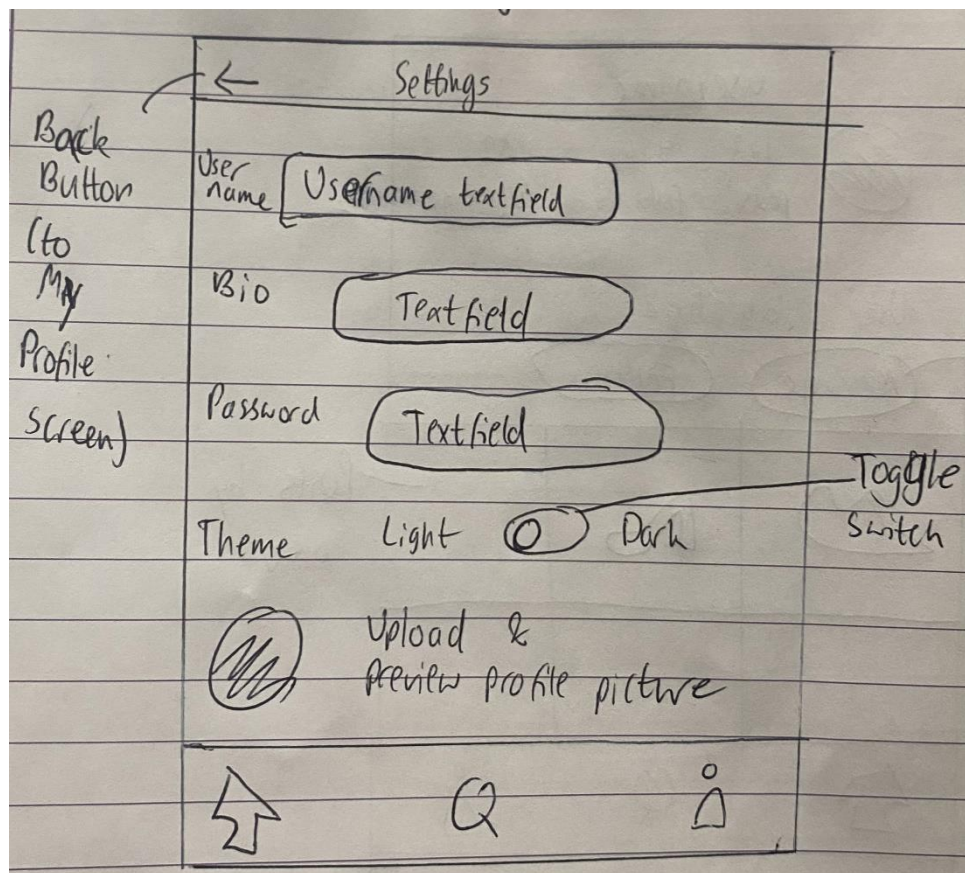 Settings
Back
Button
(to
My
Profile
screen)
User
name
Username textfield
Bio
Textfield
Password
Textfield
Theme
Light
Dark
Toggle
Switch
Upload &
preview profile picture